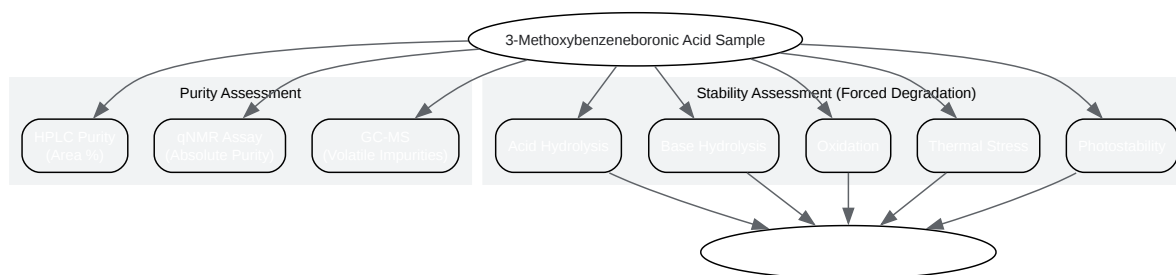 3-Methoxybenzeneboronic Acid Sample
Purity Assessment
Stability Assessment (Forced Degradation)
HPLC Purity
(Area %)
qNMR Assay
(Absolute Purity)
GC-MS
(Volatile Impurities)
Acid Hydrolysis
Base Hydrolysis
Oxidation
Thermal Stress
Photostability